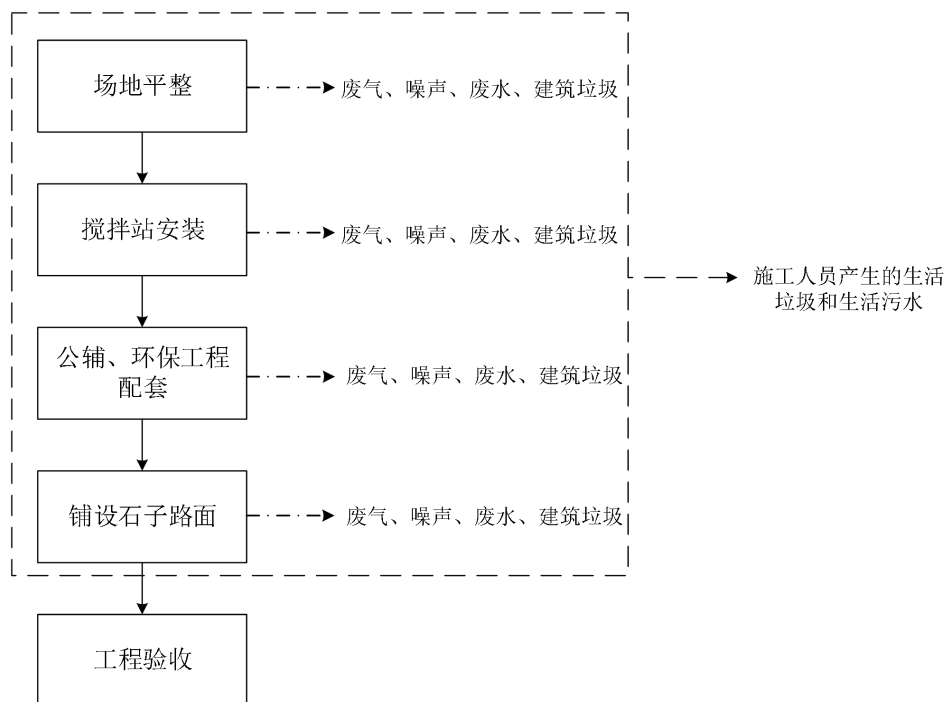 场地平整
废气、噪声、废水、建筑垃圾
搅拌站安装
废气、噪声、废水、建筑垃圾
施工人员产生的生活
垃圾和生活污水
公辅、环保工程
配套
废气、噪声、废水、建筑垃圾
铺设石子路面
废气、噪声、废水、建筑垃圾
工程验收